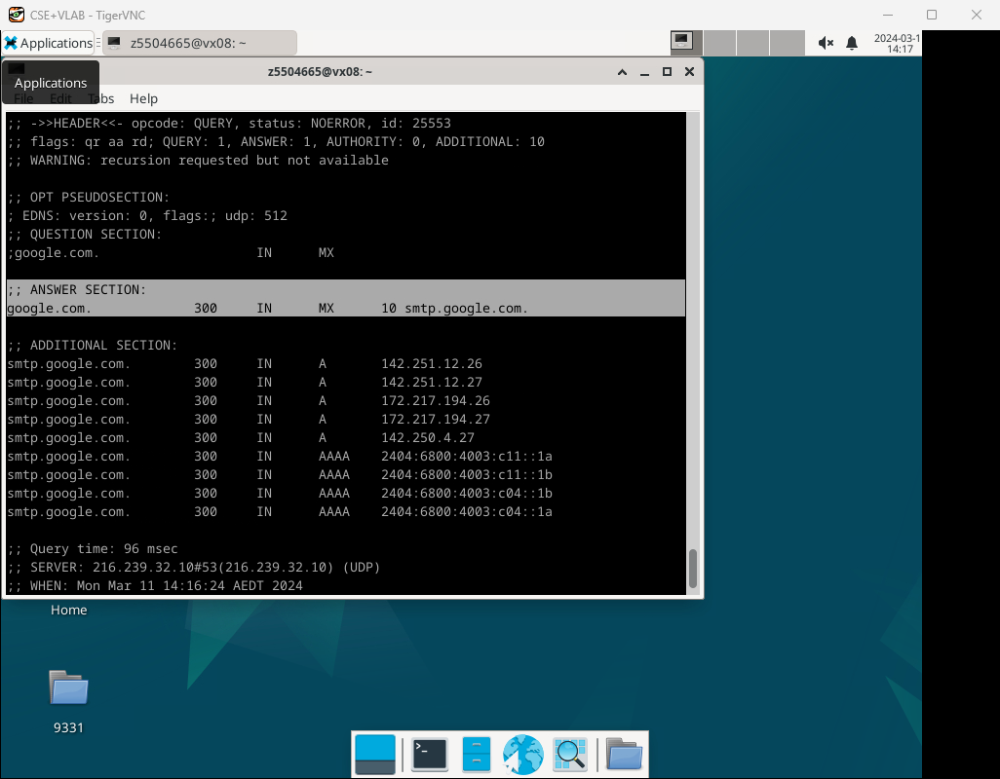 CSE+VLAB - TigerVNC
Applications
z5504665@vx08: ~
2024-03-1
14:17
z5504665@vx08: ~
Applications
File Edit Tabs Help
;; ->>HEADER<<- opcode: QUERY, status: NOERROR, id: 25553
;; flags: qr aa rd; QUERY: 1, ANSWER: 1, AUTHORITY: 0, ADDITIONAL: 10
;; WARNING: recursion requested but not available
;; OPT PSEUDOSECTION:
; EDNS: version: 0, flags:; udp: 512
;; QUESTION SECTION:
;google.com. IN MX
;; ANSWER SECTION:
google.com. 300 IN MX 10 smtp.google.com.
;; ADDITIONAL SECTION:
smtp.google.com. 300 IN A 142.251.12.26
smtp.google.com. 300 IN A 142.251.12.27
smtp.google.com. 300 IN A 172.217.194.26
smtp.google.com. 300 IN A 172.217.194.27
smtp.google.com. 300 IN A 142.250.4.27
smtp.google.com. 300 IN AAAA 2404:6800:4003:c11::1a
smtp.google.com. 300 IN AAAA 2404:6800:4003:c11::1b
smtp.google.com. 300 IN AAAA 2404:6800:4003:c04::1b
smtp.google.com. 300 IN AAAA 2404:6800:4003:c04::1a
;; Query time: 96 msec
;; SERVER: 216.239.32.10#53(216.239.32.10) (UDP)
;; WHEN: Mon Mar 11 14:16:24 AEDT 2024
Home
9331